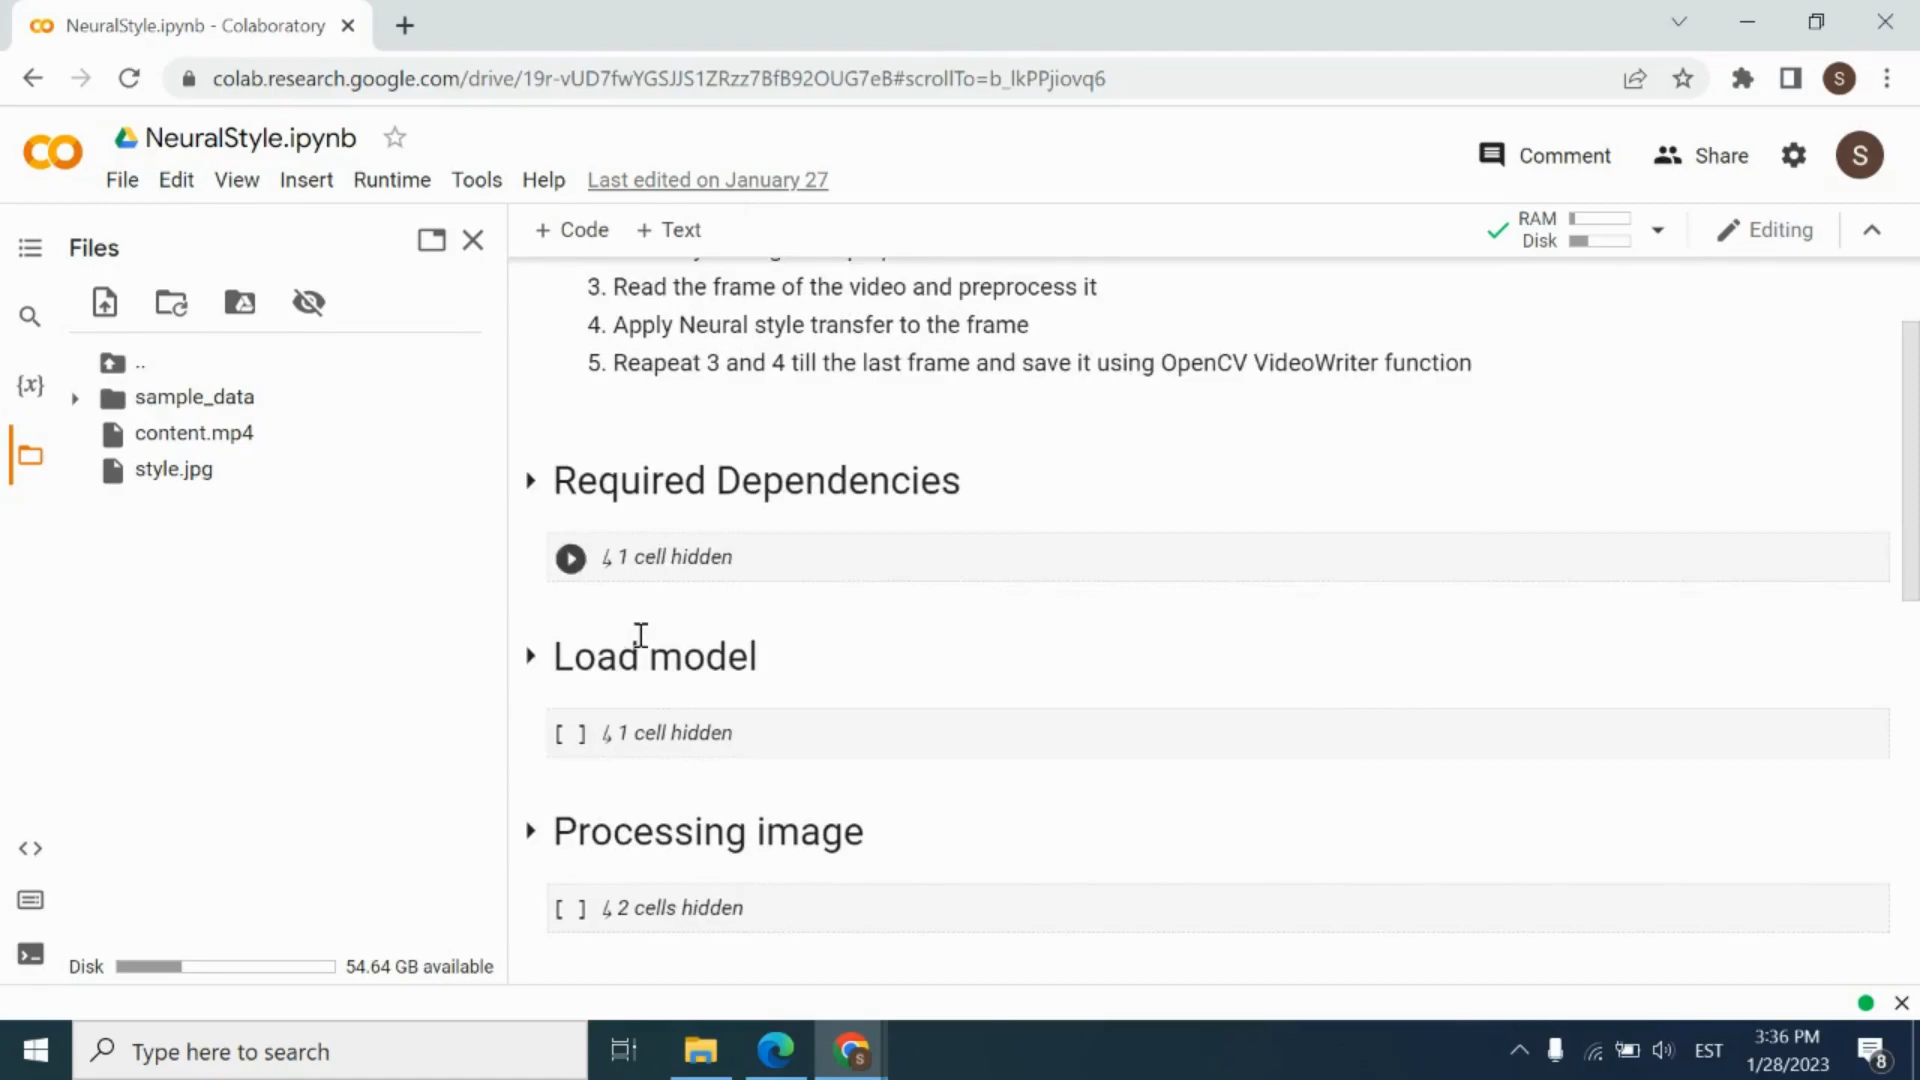 NeuralStyle.ipynb - Colaboratory
colab.research.google.com/drive/19r-vUD7fwYGSJJS1ZRzz7BfB92OUG7eB#scrollTo=b_lkPPjiovq6
S
NeuralStyle.ipynb
Comment
Share
S
File Edit View Insert Runtime Tools Help Last edited on January 27
Files
+ Code + Text
RAM
Disk
Editing
3. Read the frame of the video and preprocess it
4. Apply Neural style transfer to the frame
5. Reapeat 3 and 4 till the last frame and save it using OpenCV VideoWriter function
{x}
..
sample_data
content.mp4
style.jpg
Required Dependencies
↳ 1 cell hidden
Load model
[ ] ↳ 1 cell hidden
Processing image
[ ] ↳ 2 cells hidden
Disk 54.64 GB available
Type here to search
S
EST
3:36 PM
1/28/2023
8